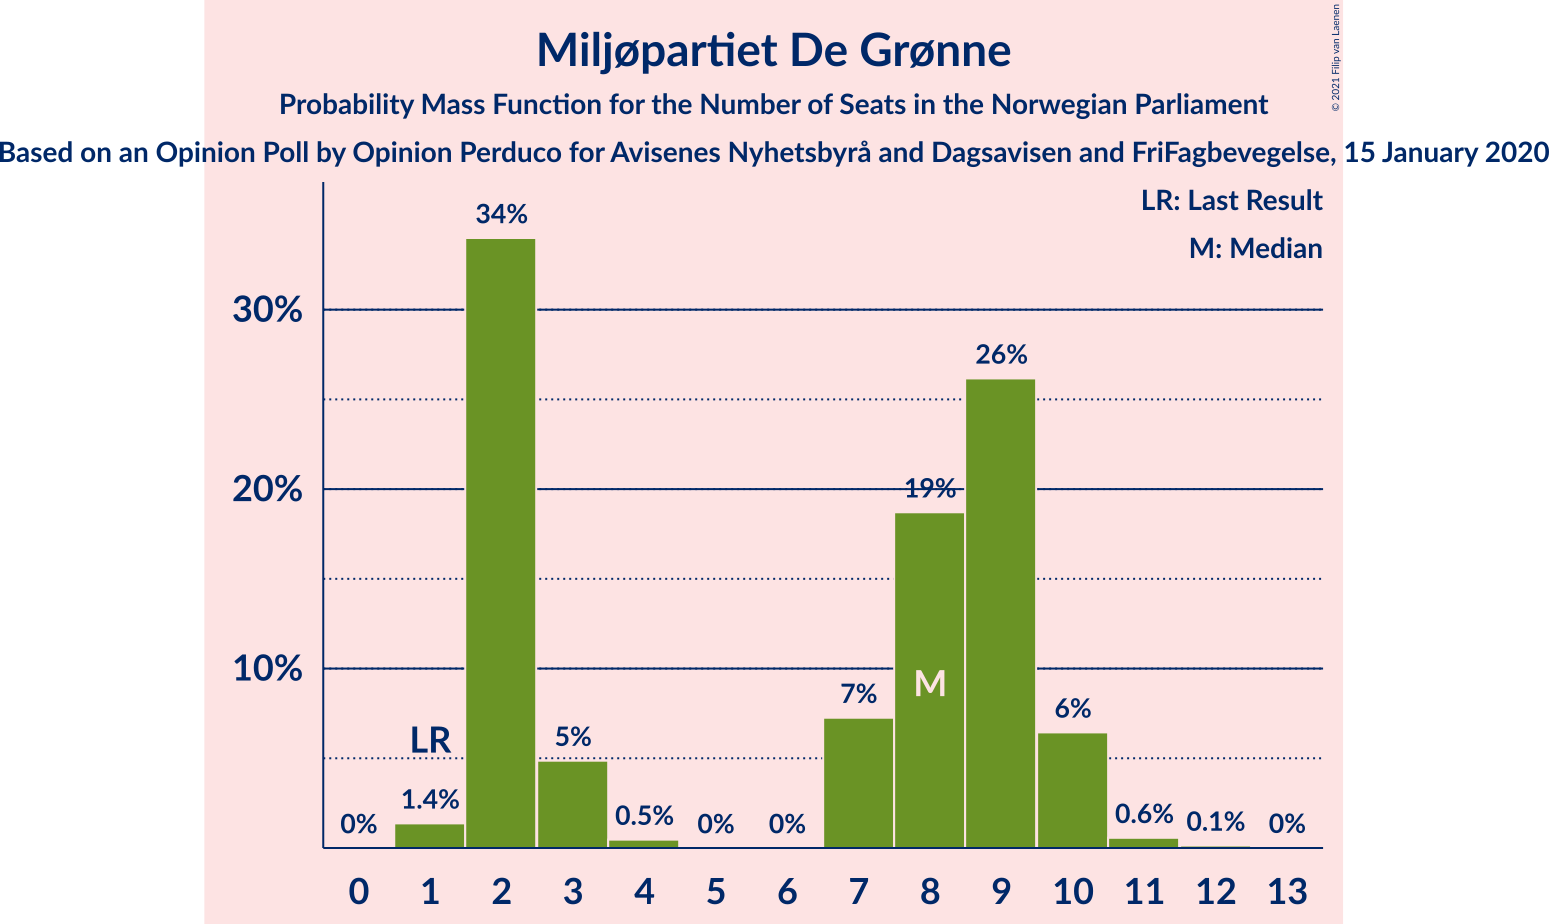 Miljøpartiet De Grønne
Probability Mass Function for the Number of Seats in the Norwegian Parliament
Based on an Opinion Poll by Opinion Perduco for Avisenes Nyhetsbyrå and Dagsavisen and FriFagbevegelse, 15 January 2020
© 2021 Filip van Laenen
LR: Last Result
M: Median
34%
30%
26%
20%
19%
10%
M
7%
6%
LR
5%
1.4%
0.5%
0.6%
0.1%
0%
0%
0%
0%
0 1 2 3 4 5 6 7 8 9 10 11 12 13